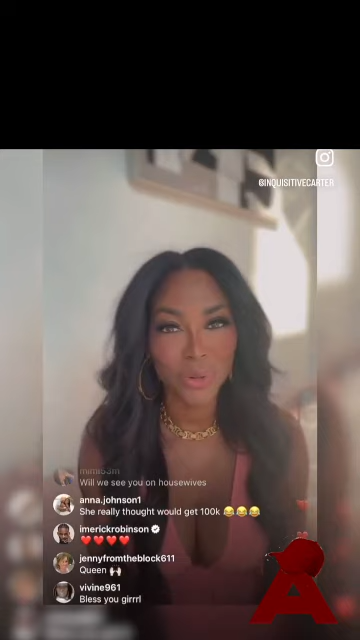 @INQUISITIVECARTER
mimi53m
Will we see you on housewives
anna.johnson1
She really thought would get 100k 😂😂😂
imerickrobinson
❤️❤️❤️❤️
jennyfromtheblock611
Queen 🙌🏻
vivine961
Bless you girrrl
A